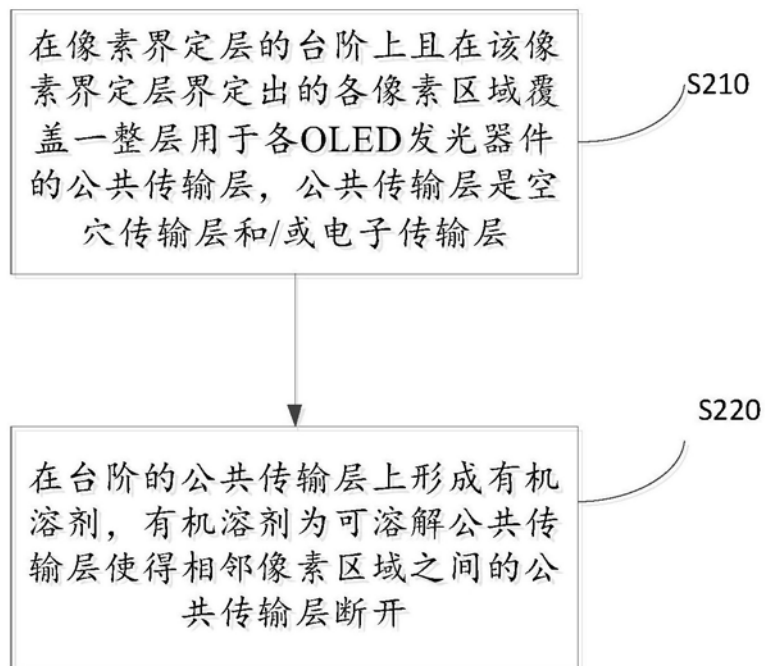 在像素界定层的台阶上且在该像
素界定层界定出的各像素区域覆
盖一整层用于各OLED发光器件
的公共传输层，公共传输层是空
穴传输层和/或电子传输层
S210
在台阶的公共传输层上形成有机
溶剂，有机溶剂为可溶解公共传
输层使得相邻像素区域之间的公
共传输层断开
S220